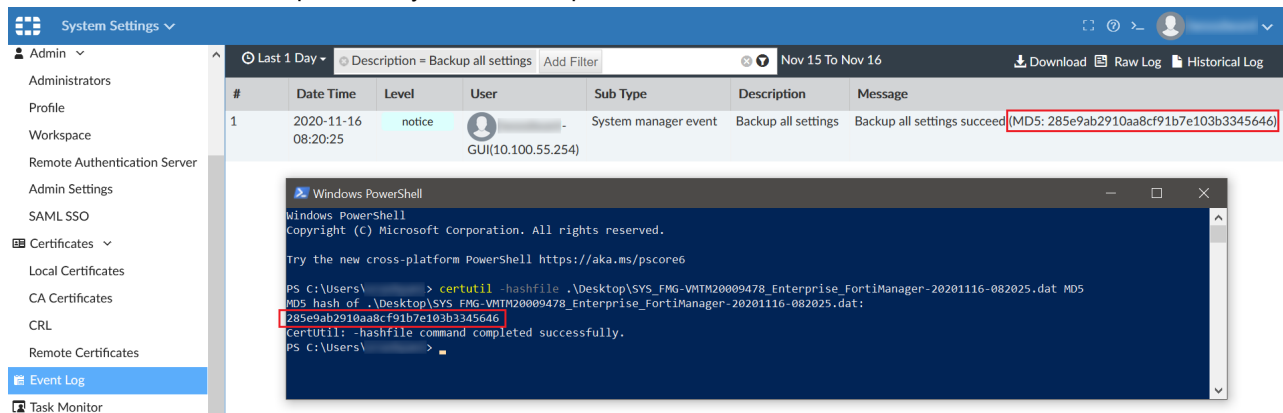 System Settings
Admin
Administrators
Profile
Workspace
Remote Authentication Server
Admin Settings
SAML SSO
Certificates
Local Certificates
CA Certificates
CRL
Remote Certificates
Event Log
Task Monitor
Last 1 Day Description = Backup all settings Add Filter Nov 15 To Nov 16 Download Raw Log Historical Log
# Date Time Level User Sub Type Description Message
1 2020-11-16 notice - System manager event Backup all settings Backup all settings succeed (MD5: 285e9ab2910aa8cf91b7e103b3345646)
08:20:25 GUI(10.100.55.254)
Windows PowerShell
Windows PowerShell
Copyright (C) Microsoft Corporation. All rights reserved.
Try the new cross-platform PowerShell https://aka.ms/pscore6
PS C:\Users\ > certutil -hashfile .\Desktop\SYS_FMG-VMTM20009478_Enterprise_FortiManager-20201116-082025.dat MD5
MD5 hash of .\Desktop\SYS_FMG-VMTM20009478_Enterprise_FortiManager-20201116-082025.dat:
285e9ab2910aa8cf91b7e103b3345646
CertUtil: -hashfile command completed successfully.
PS C:\Users\ >